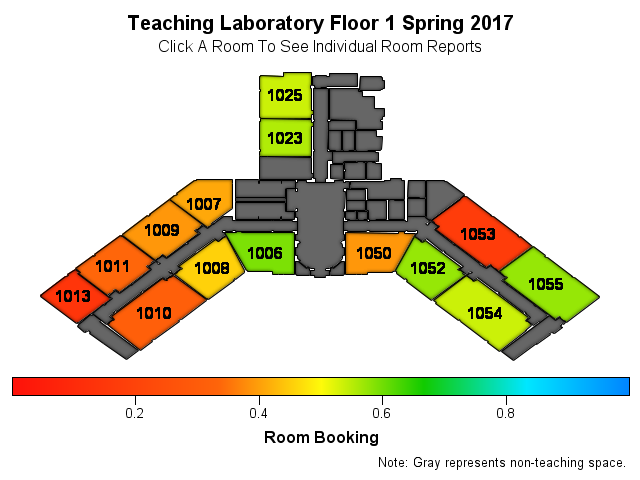 Teaching Laboratory Floor 1 Spring 2017
Click A Room To See Individual Room Reports
1025
1023
1007
1009
1011
1013
1006
1008
1010
1050
1053
1052
1055
1054
0.2 0.4 0.6 0.8
Room Booking
Note: Gray represents non-teaching space.